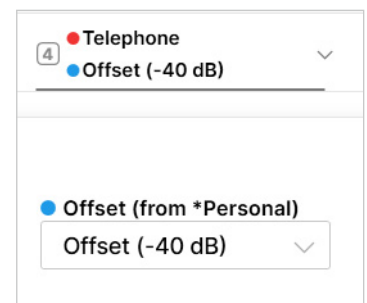 4
Telephone
Offset (-40 dB)
Offset (from *Personal)
Offset (-40 dB)